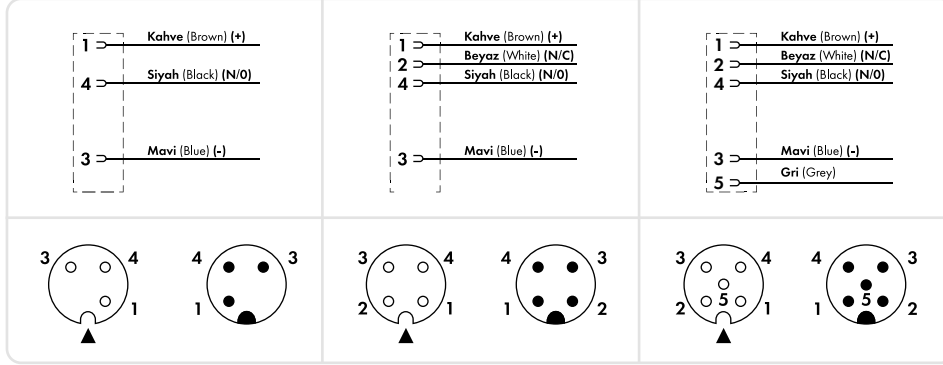 1 Kahve (Brown) (+)
4 Siyah (Black) (N/0)
3 Mavi (Blue) (-)
1 Kahve (Brown) (+)
2 Beyaz (White) (N/C)
4 Siyah (Black) (N/0)
3 Mavi (Blue) (-)
1 Kahve (Brown) (+)
2 Beyaz (White) (N/C)
4 Siyah (Black) (N/0)
3 Mavi (Blue) (-)
5 Gri (Grey)
3 4
1
4 3
1
3 4
2 1
4 3
1 2
3 4
5
2 1
4 3
5
1 2